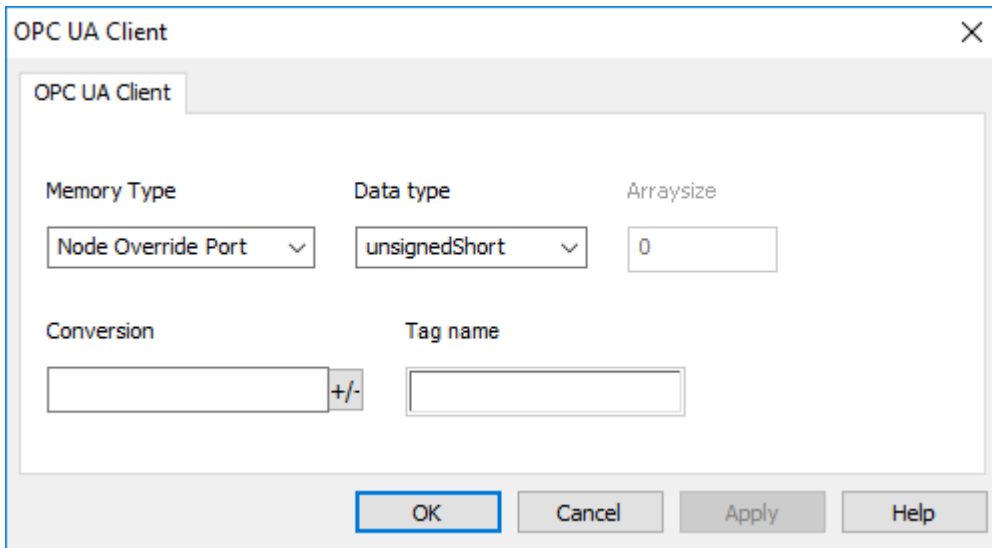 OPC UA Client
OPC UA Client
Memory Type Data type Arraysize
Node Override Port unsignedShort 0
Conversion Tag name
+/-
OK Cancel Apply Help